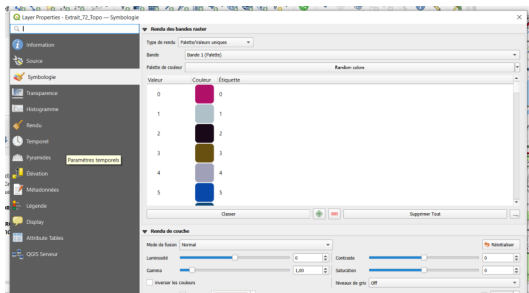 Layer Properties - Extrait_72_Topo — Symbologie
Information
Source
Symbologie
Transparence
Histogramme
Rendu
Temporel
Pyramides
Paramètres temporels
Élévation
Métadonnées
Légende
Display
Attribute Tables
QGIS Serveur
Rendu des bandes raster
Type de rendu Palette/Valeurs uniques
Bande Bande 1 (Palette)
Palette de couleur Random colors
Valeur Couleur Étiquette
0 0
1 1
2 2
3 3
4 4
5 5
Classer Supprimer Tout ...
Rendu de couche
Mode de fusion Normal Réinitialiser
Luminosité 0 Contraste 0
Gamma 1,00 Saturation 0
Inverser les couleurs Niveaux de gris Off